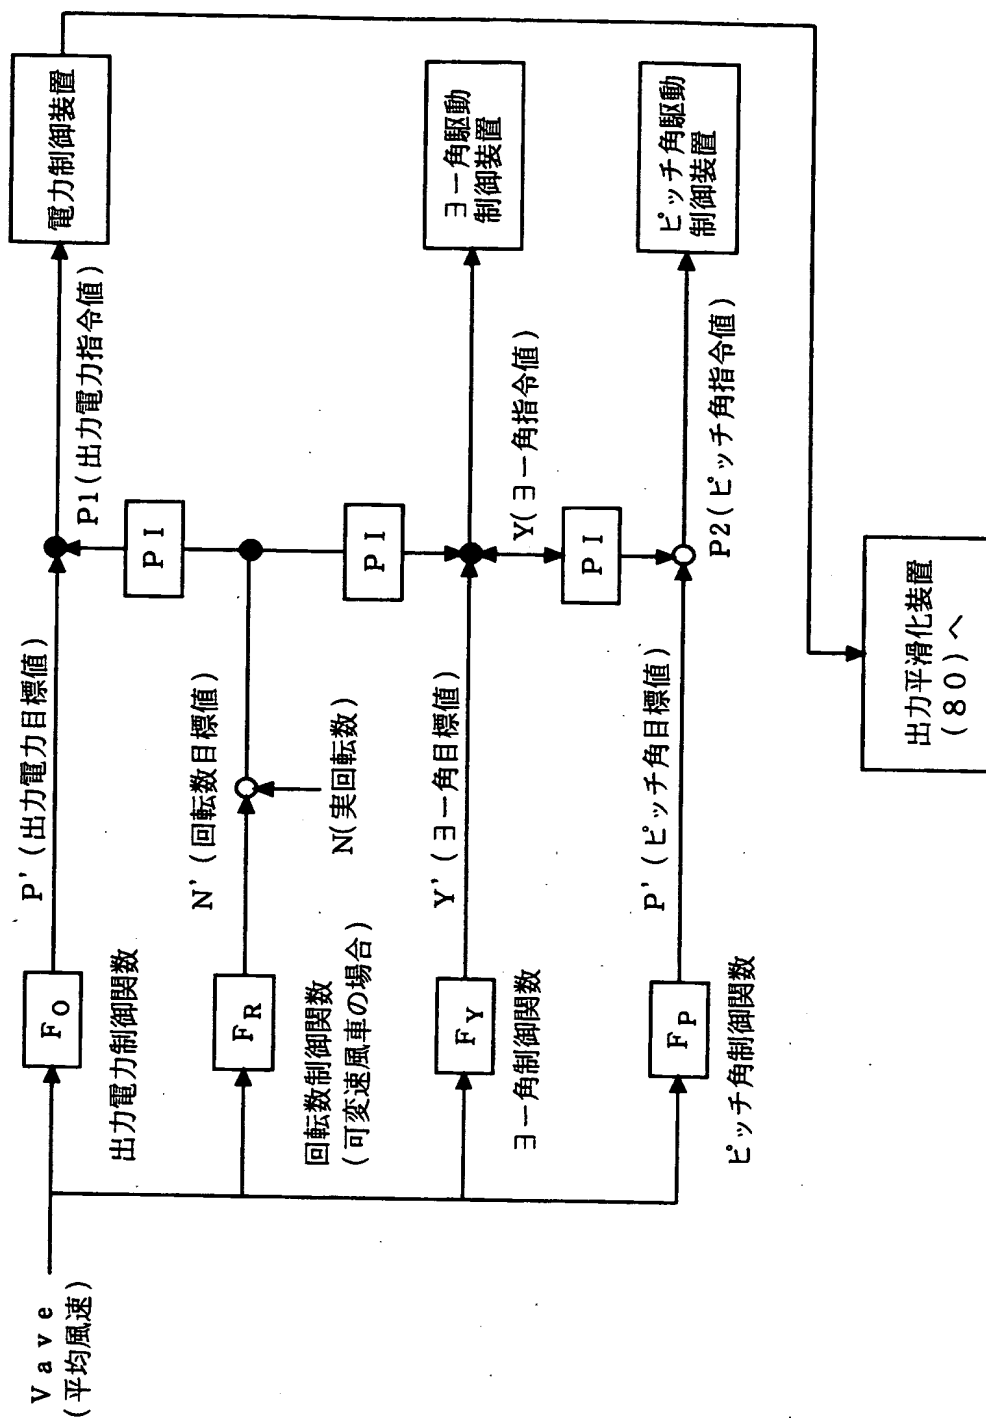 Vave
(平均風速)
FO
出力電力制御関数
P'(出力電力目標値)
PI
P1(出力電力指令値)
電力制御装置
FR
回転数制御関数
(可変速風車の場合)
N'(回転数目標値)
N(実回転数)
PI
FY
ヨー角制御関数
Y'(ヨー角目標値)
Y(ヨー角指令値)
ヨー角駆動
制御装置
PI
FP
ピッチ角制御関数
P'(ピッチ角目標値)
P2(ピッチ角指令値)
ピッチ角駆動
制御装置
出力平滑化装置
(80)へ